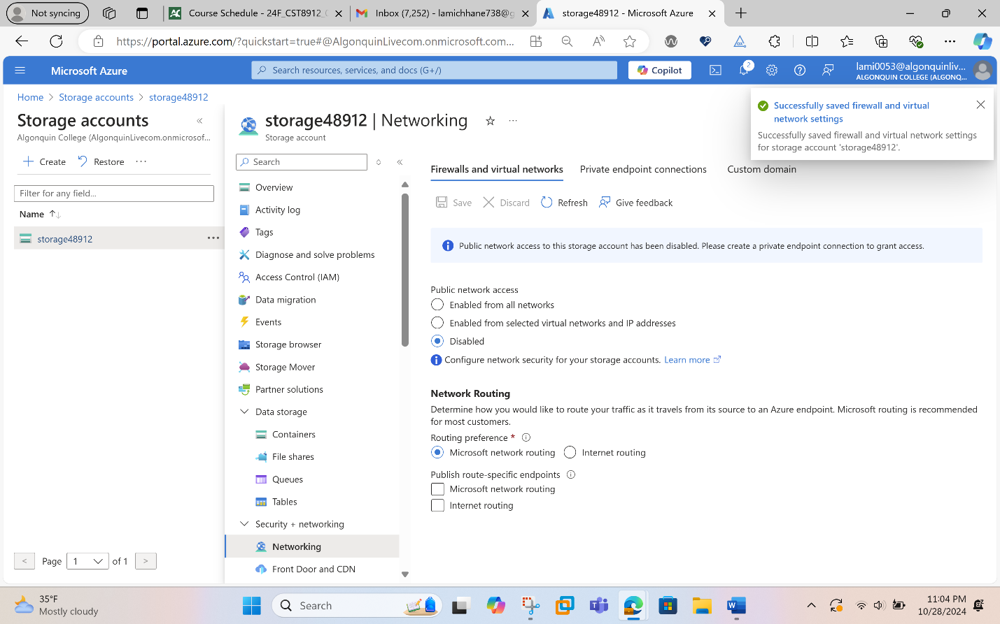 Not syncing
Course Schedule - 24F_CST8912_
Inbox (7,252) - lamichhane738@g
storage48912 - Microsoft Azure
https://portal.azure.com/?quickstart=true#@AlgonquinLivecom.onmicrosoft.com...
Microsoft Azure
Search resources, services, and docs (G+/)
Copilot
2
lami0053@algonquinliv...
ALGONQUIN COLLEGE (ALGONQ...
Home > Storage accounts > storage48912
Successfully saved firewall and virtual
network settings
Successfully saved firewall and virtual network settings
for storage account 'storage48912'.
Storage accounts
Algonquin College (AlgonquinLivecom.onmicrosof...
Create
Restore
Filter for any field...
Name
storage48912
Page 1 of 1
storage48912 | Networking
Storage account
Search
Overview
Activity log
Tags
Diagnose and solve problems
Access Control (IAM)
Data migration
Events
Storage browser
Storage Mover
Partner solutions
Data storage
Containers
File shares
Queues
Tables
Security + networking
Networking
Front Door and CDN
Firewalls and virtual networks
Private endpoint connections
Custom domain
Save
Discard
Refresh
Give feedback
Public network access to this storage account has been disabled. Please create a private endpoint connection to grant access.
Public network access
Enabled from all networks
Enabled from selected virtual networks and IP addresses
Disabled
Configure network security for your storage accounts. Learn more
Network Routing
Determine how you would like to route your traffic as it travels from its source to an Azure endpoint. Microsoft routing is recommended
for most customers.
Routing preference *
Microsoft network routing
Internet routing
Publish route-specific endpoints
Microsoft network routing
Internet routing
35°F
Mostly cloudy
Search
11:04 PM
10/28/2024